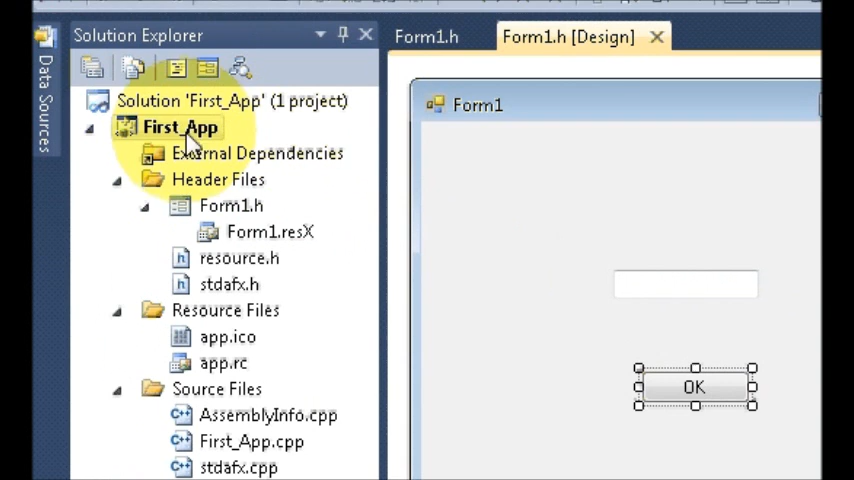 Data Sources
Solution Explorer
Solution 'First_App' (1 project)
First_App
External Dependencies
Header Files
Form1.h
Form1.resX
resource.h
stdafx.h
Resource Files
app.ico
app.rc
Source Files
AssemblyInfo.cpp
First_App.cpp
stdafx.cpp
Form1.h
Form1.h [Design]
Form1
OK